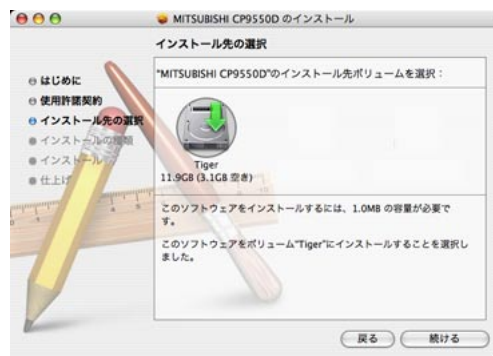 MITSUBISHI CP9550D のインストール
インストール先の選択
はじめに
使用許諾契約
インストール先の選択
インストールの種類
インストール
仕上げ
"MITSUBISHI CP9550D"のインストール先ボリュームを選択：
Tiger
11.9GB (3.1GB 空き)
このソフトウェアをインストールするには、1.0MB の容量が必要で
す。
このソフトウェアをボリューム"Tiger"にインストールすることを選択し
ました。
戻る
続ける